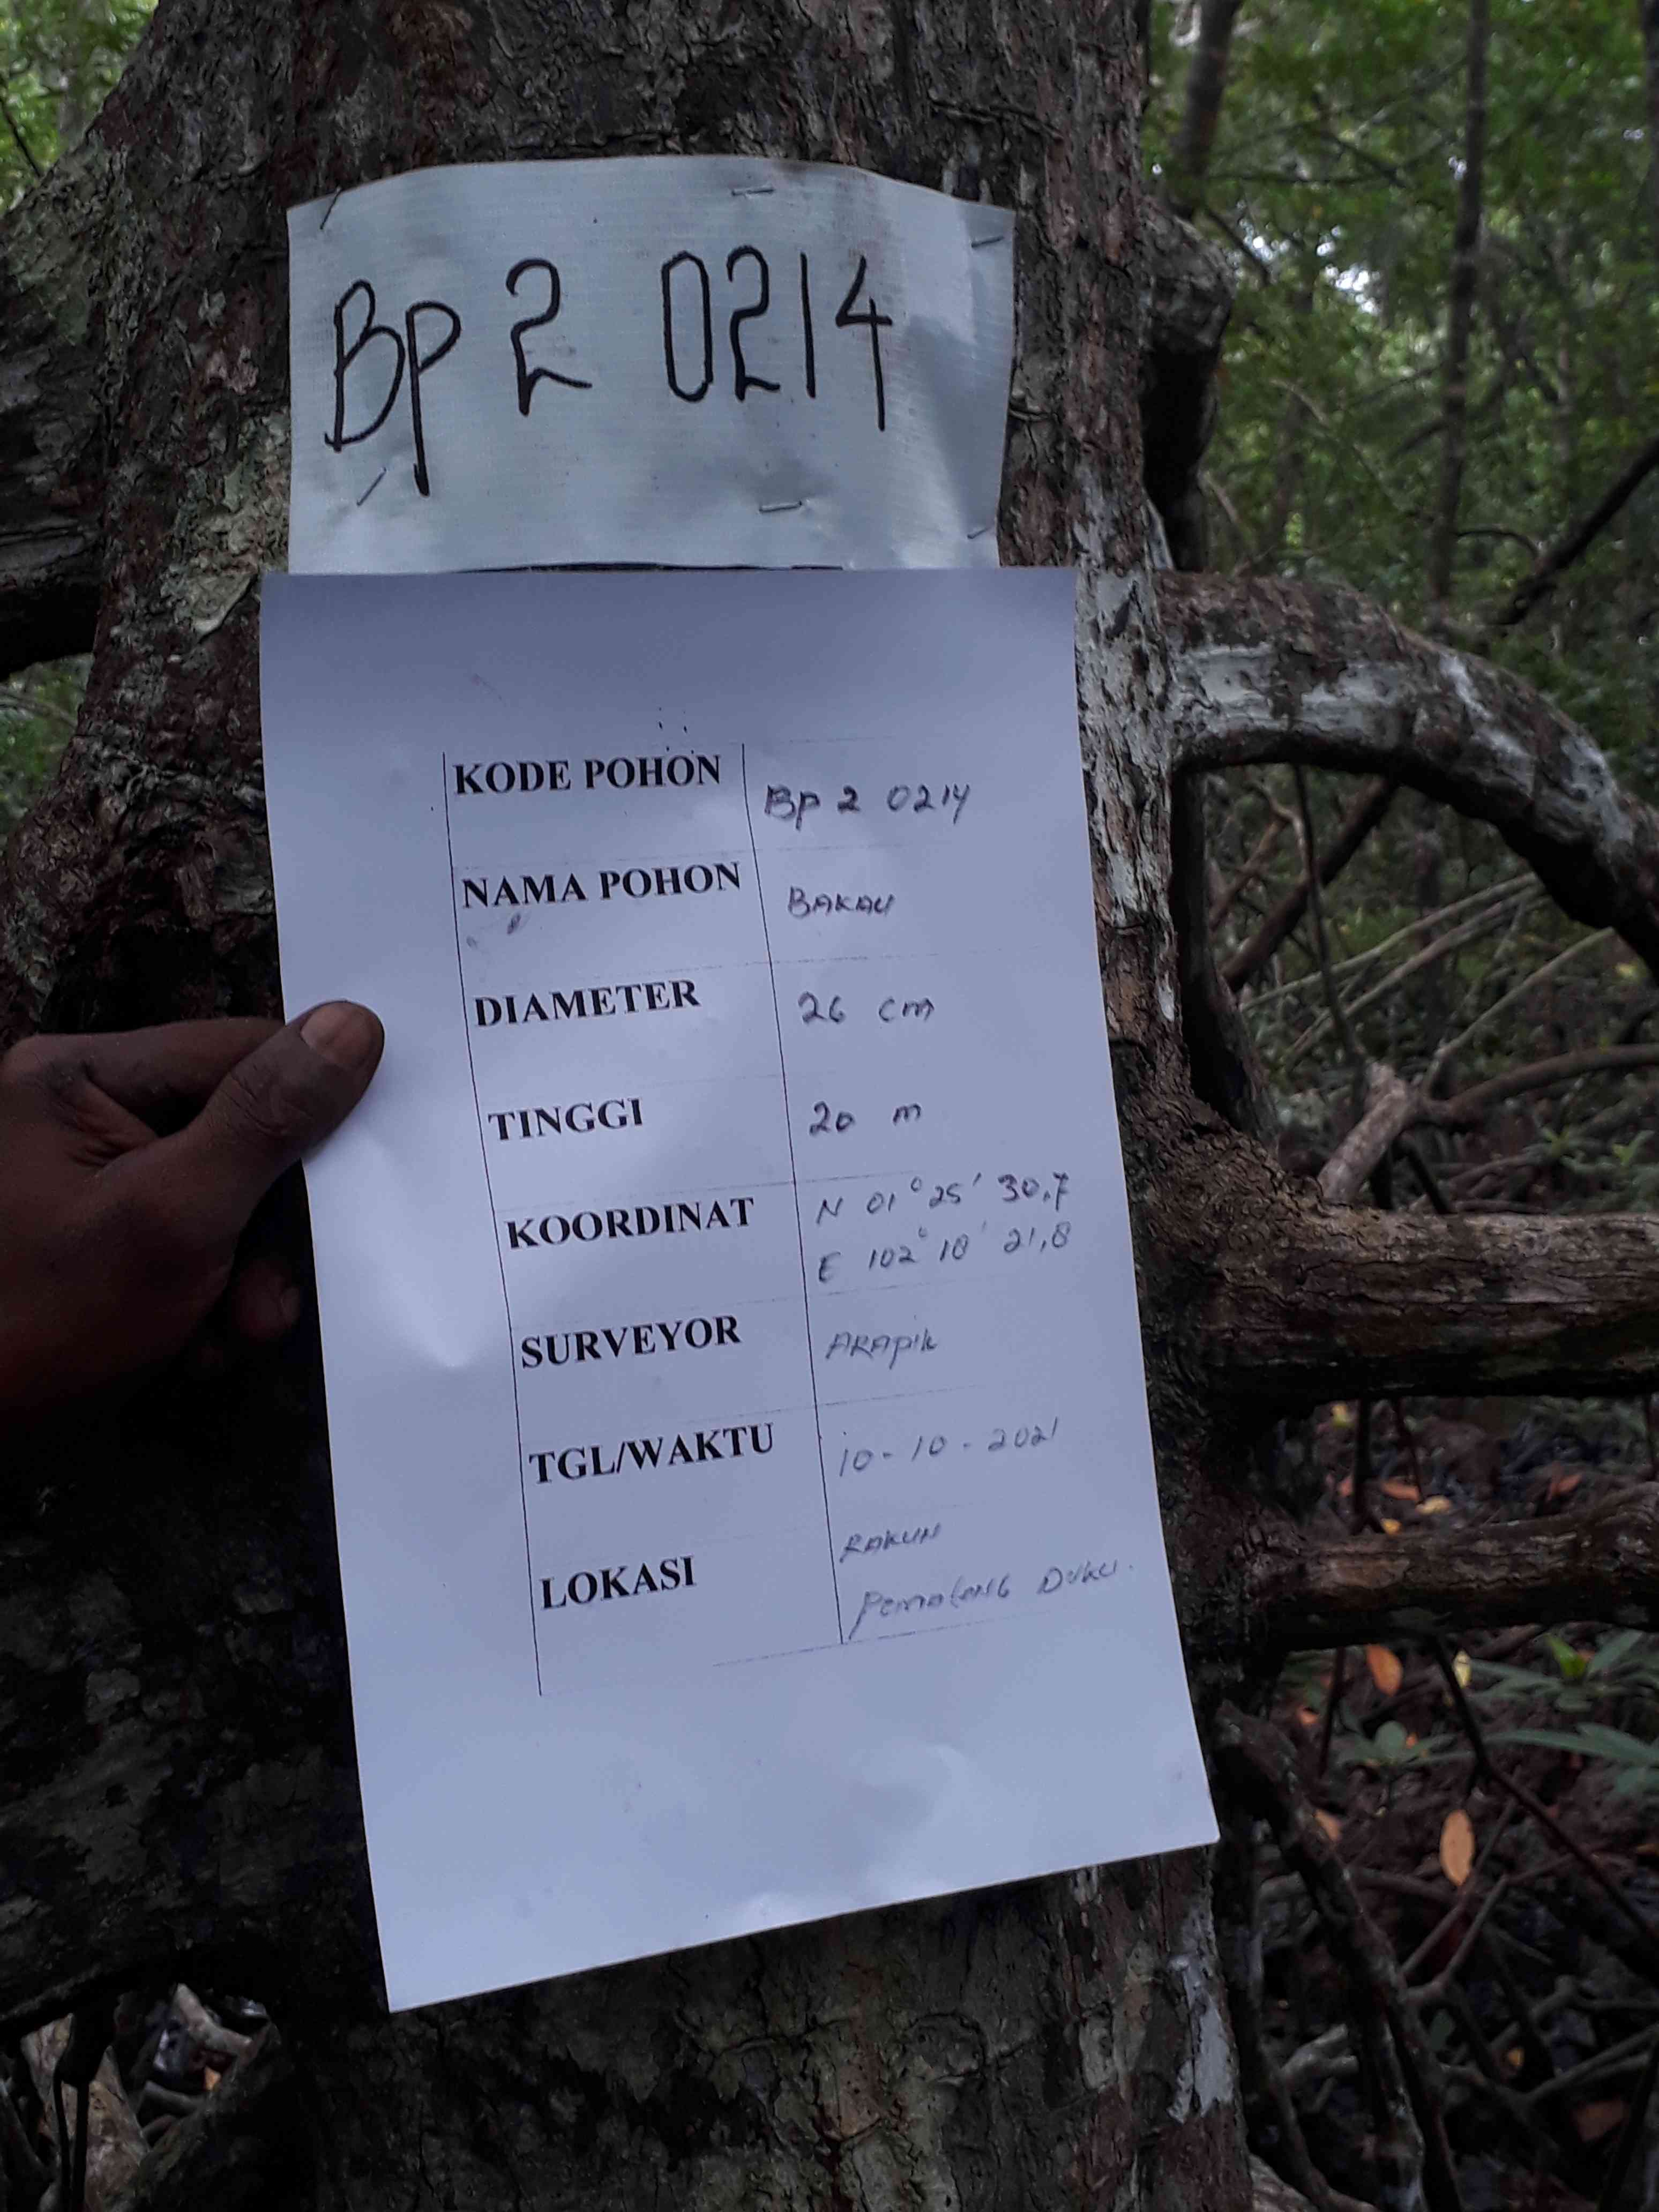 Bp 2 0214
KODE POHON Bp 2 0214
NAMA POHON BAKAU
DIAMETER 26 cm
TINGGI 20 m
KOORDINAT N 01° 25' 30,7
E 102° 10' 21,8
SURVEYOR ARAPIK
TGL/WAKTU 10-10-2021
LOKASI RAKUN
Pematang Duku.